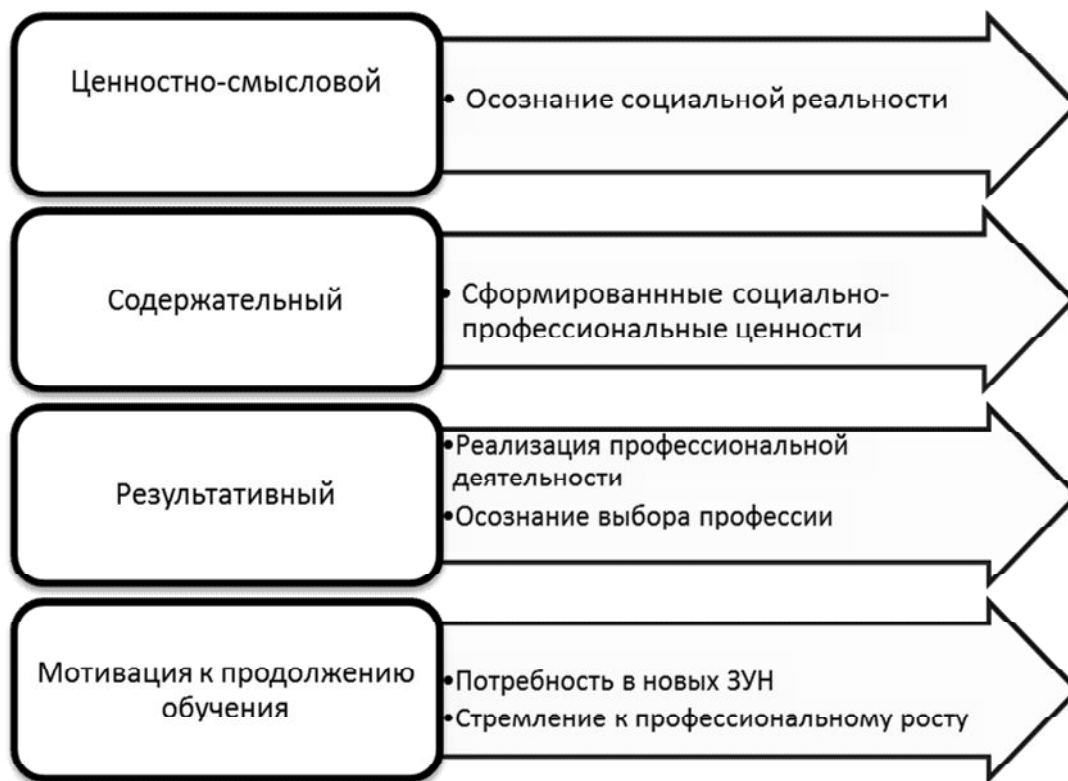 Ценностно-смысловой
• Осознание социальной реальности
Содержательный
• Сформированнные социально-
профессиональные ценности
Результативный
•Реализация профессиональной
деятельности
•Осознание выбора профессии
Мотивация к продолжению
обучения
•Потребность в новых ЗУН
•Стремление к профессиональному росту